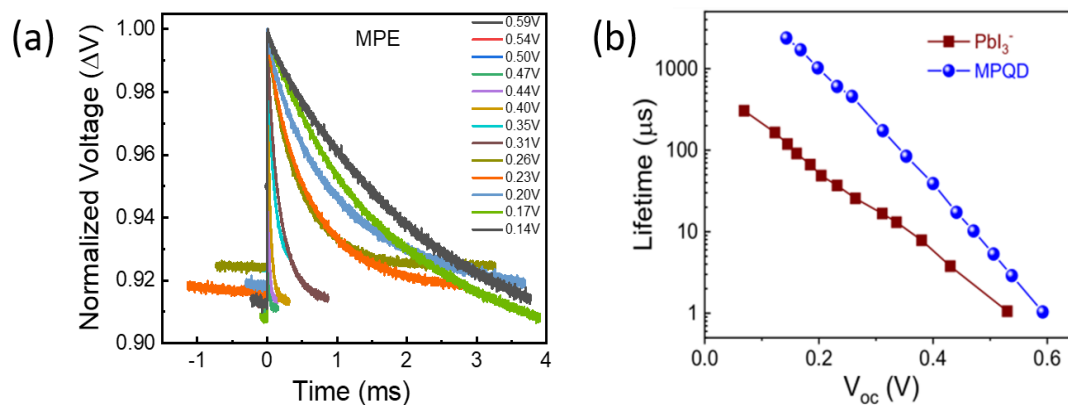 (a)
MPE
0.59V
0.54V
0.50V
0.47V
0.44V
0.40V
0.35V
0.31V
0.26V
0.23V
0.20V
0.17V
0.14V
Normalized Voltage (ΔV)
1.00
0.98
0.96
0.94
0.92
0.90
-1 0 1 2 3 4
Time (ms)
(b)
PbI₃⁻
MPQD
Lifetime (μs)
1000
100
10
1
0.0 0.2 0.4 0.6
Voc (V)